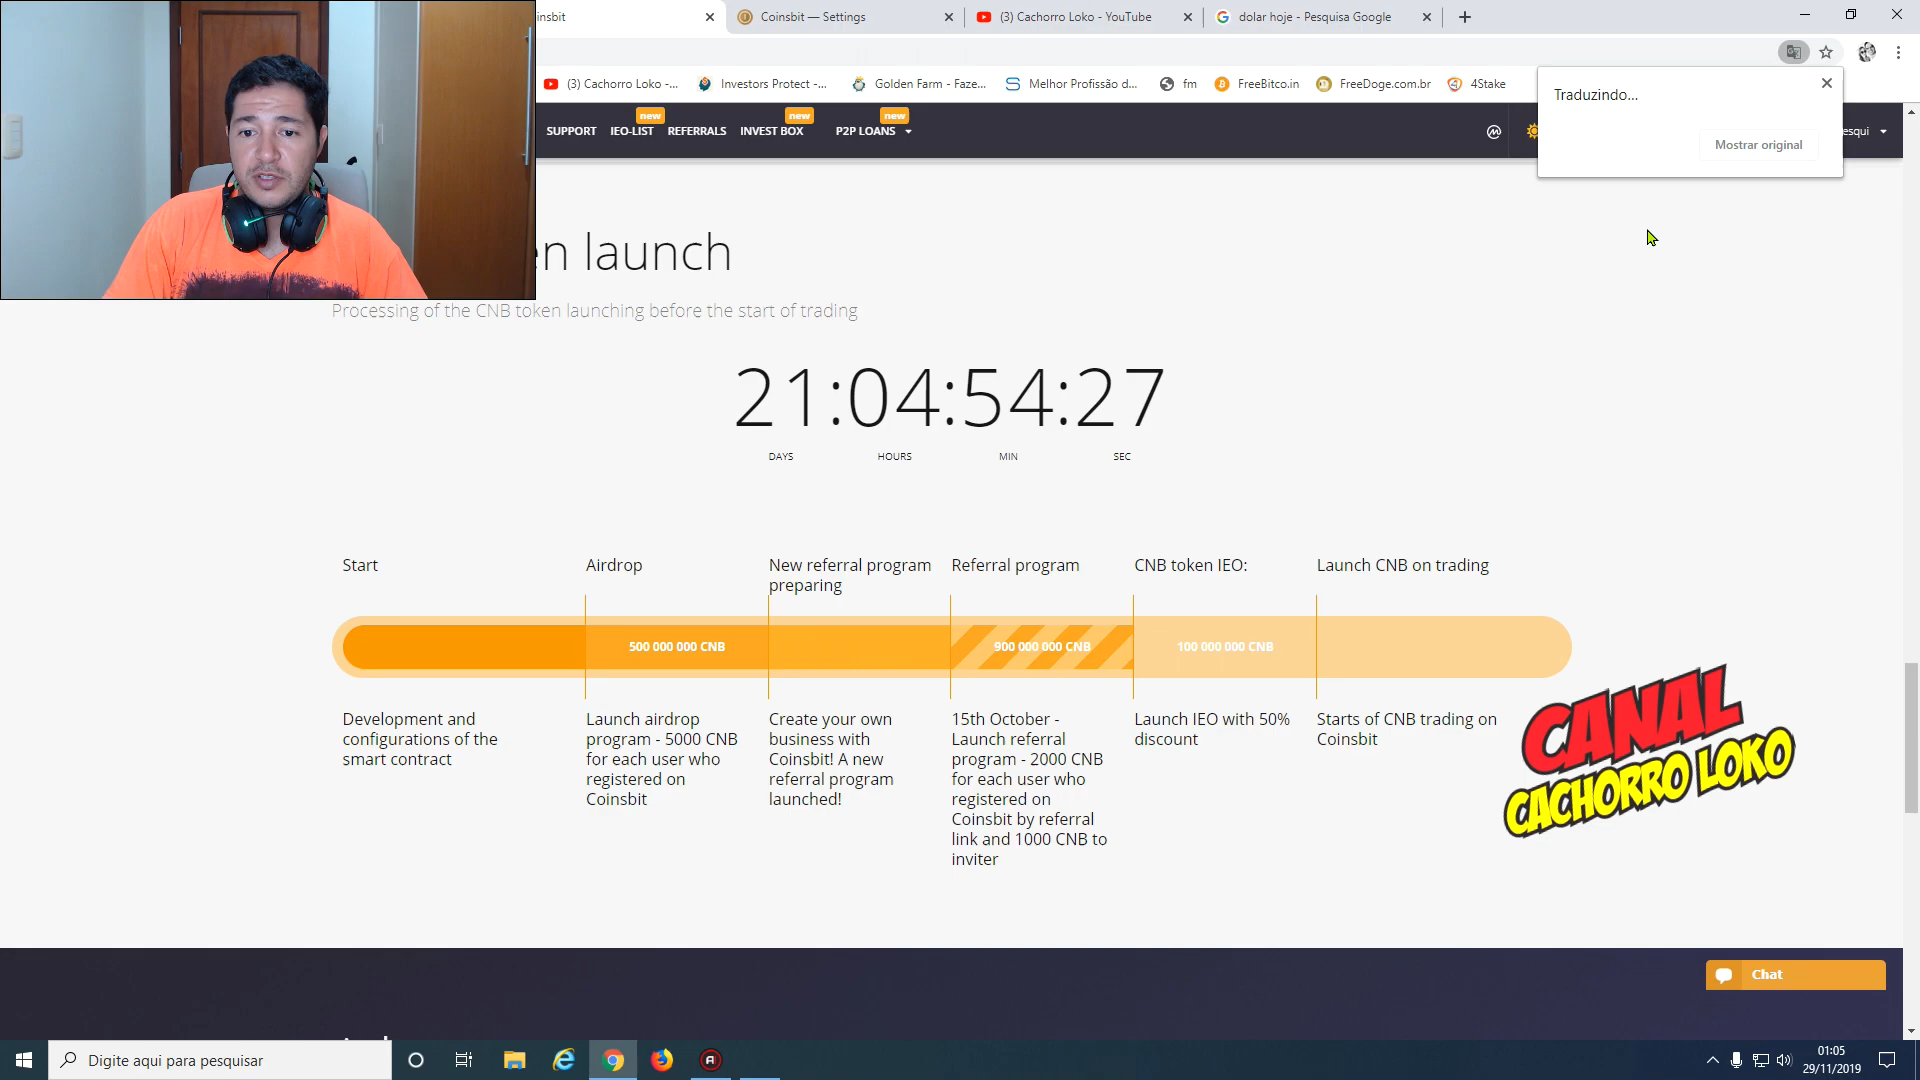 insbit
Coinsbit — Settings
(3) Cachorro Loko - YouTube
dolar hoje - Pesquisa Google
(3) Cachorro Loko -...
Investors Protect -...
Golden Farm - Faze...
Melhor Profissão d...
fm
FreeBitco.in
FreeDoge.com.br
4Stake
Traduzindo...
Mostrar original
new
new
new
SUPPORT
IEO-LIST
REFERRALS
INVEST BOX
P2P LOANS
esqui
en launch
Processing of the CNB token launching before the start of trading
21:04:54:27
DAYS
HOURS
MIN
SEC
Start
Airdrop
New referral program
preparing
Referral program
CNB token IEO:
Launch CNB on trading
500 000 000 CNB
900 000 000 CNB
100 000 000 CNB
Development and
configurations of the
smart contract
Launch airdrop
program - 5000 CNB
for each user who
registered on
Coinsbit
Create your own
business with
Coinsbit! A new
referral program
launched!
15th October -
Launch referral
program - 2000 CNB
for each user who
registered on
Coinsbit by referral
link and 1000 CNB to
inviter
Launch IEO with 50%
discount
Starts of CNB trading on
Coinsbit
CANAL
CACHORRO LOKO
Chat
Digite aqui para pesquisar
01:05
29/11/2019